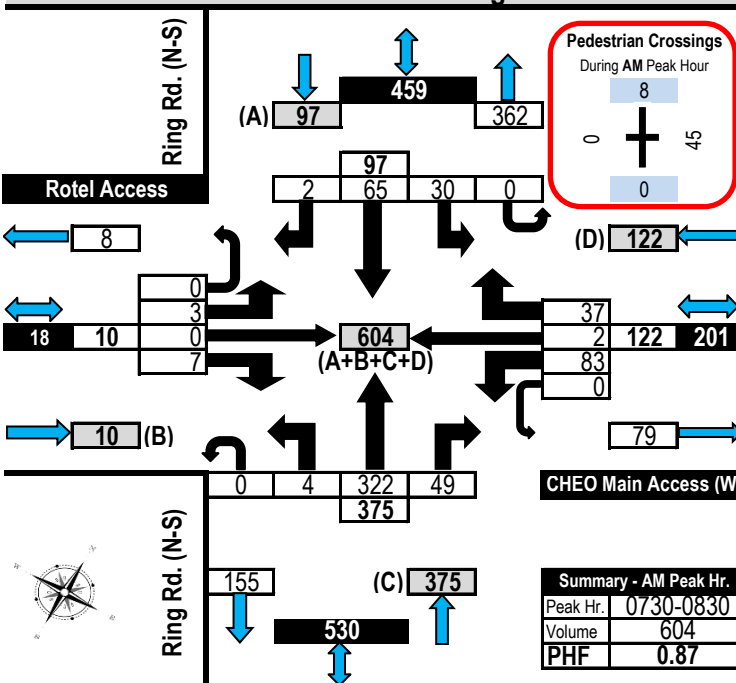 Ring Rd. (N-S)
459
(A) 97
362
Pedestrian Crossings
During AM Peak Hour
8
0
45
0
Rotel Access
97
2 65 30 0
8
(D) 122
0
3
18 10 0
7
604
(A+B+C+D)
37
2 122 201
83
0
10 (B)
79
0 4 322 49
375
CHEO Main Access (W
Ring Rd. (N-S)
155
(C) 375
530
Summary - AM Peak Hr.
Peak Hr. 0730-0830
Volume 604
PHF 0.87